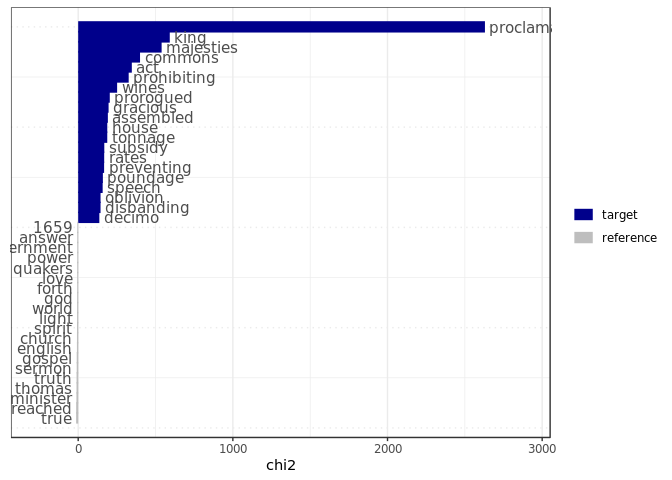 proclam
king
majesties
commons
act
prohibiting
wines
prorogued
gracious
assembled
house
tonnage
subsidy
rates
preventing
poundage
speech
oblivion
disbanding
decimo
1659
answer
ernment
power
quakers
love
forth
god
world
light
spirit
church
english
gospel
sermon
truth
thomas
minister
reached
true
target
reference
0 1000 2000 3000
chi2